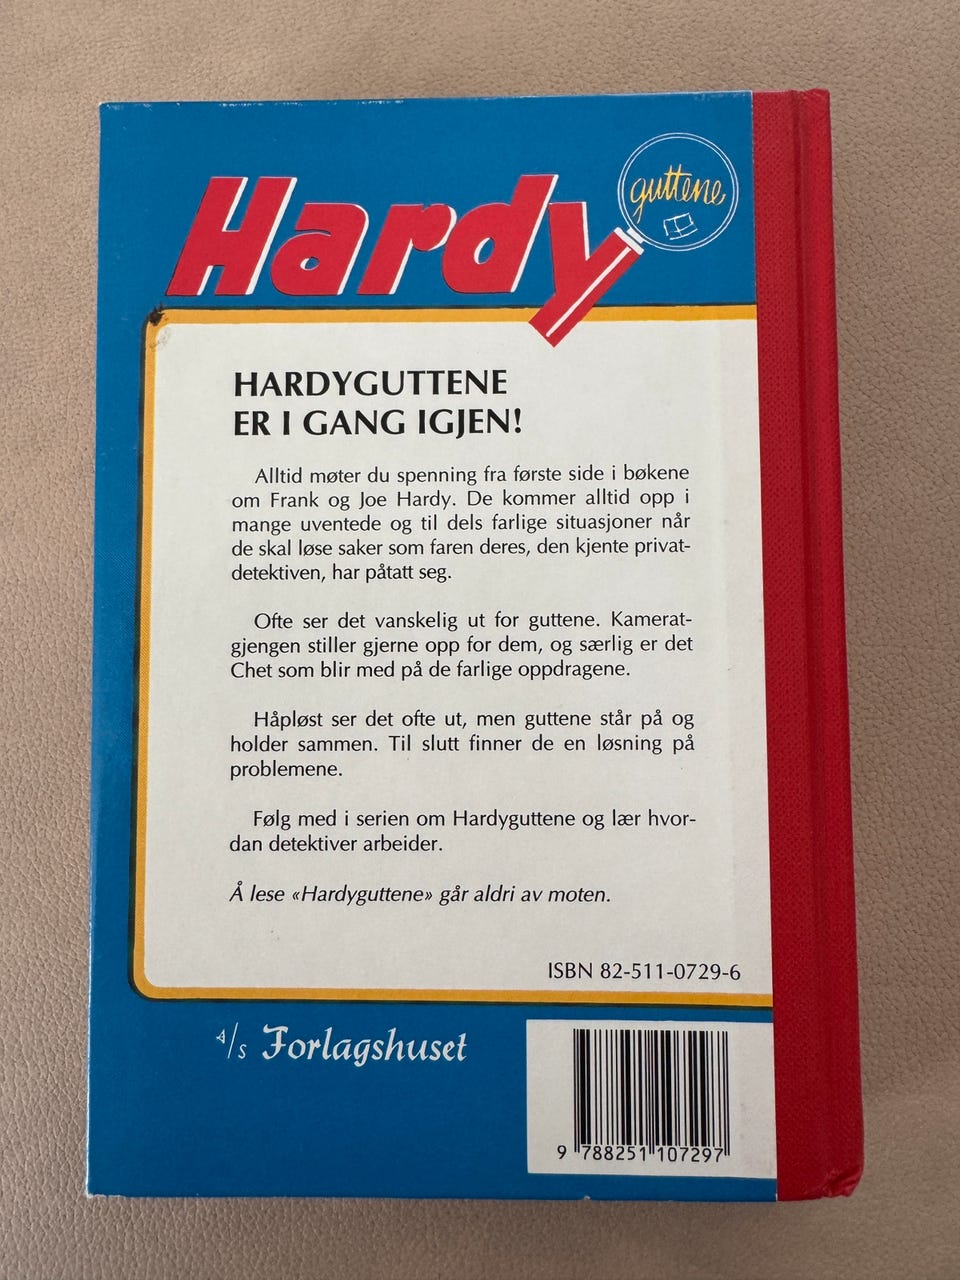 Hardy
guttene
HARDYGUTTENE
ER I GANG IGJEN!
Alltid møter du spenning fra første side i bøkene
om Frank og Joe Hardy. De kommer alltid opp i
mange uventede og til dels farlige situasjoner når
de skal løse saker som faren deres, den kjente privat-
detektiven, har påtatt seg.
Ofte ser det vanskelig ut for guttene. Kamerat-
gjengen stiller gjerne opp for dem, og særlig er det
Chet som blir med på de farlige oppdragene.
Håpløst ser det ofte ut, men guttene står på og
holder sammen. Til slutt finner de en løsning på
problemene.
Følg med i serien om Hardyguttene og lær hvor-
dan detektiver arbeider.
Å lese «Hardyguttene» går aldri av moten.
ISBN 82-511-0729-6
A/S Forlagshuset
9 788251 107297